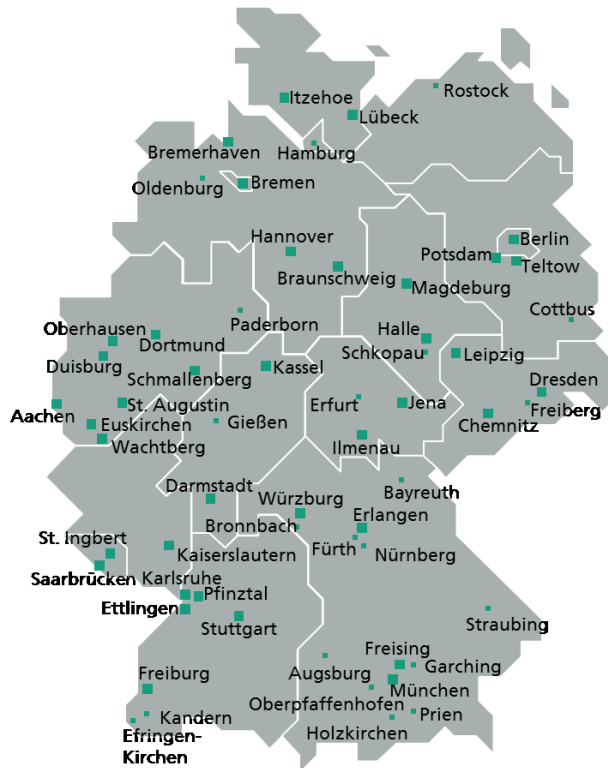 Rostock
Itzehoe
Lübeck
Bremerhaven
Hamburg
Oldenburg
Bremen
Hannover
Berlin
Potsdam
Teltow
Braunschweig
Magdeburg
Cottbus
Paderborn
Oberhausen
Dortmund
Halle
Duisburg
Schkopau
Leipzig
Kassel
Schmallenberg
Dresden
Aachen
St. Augustin
Erfurt
Jena
Freiberg
Euskirchen
Gießen
Chemnitz
Wachtberg
Ilmenau
Darmstadt
Würzburg
Bayreuth
Bronnbach
Erlangen
St. Ingbert
Kaiserslautern
Fürth
Nürnberg
Saarbrücken
Karlsruhe
Pfinztal
Ettlingen
Stuttgart
Straubing
Freising
Augsburg
Garching
Freiburg
München
Oberpfaffenhofen
Kandern
Prien
Efringen-
Kirchen
Holzkirchen